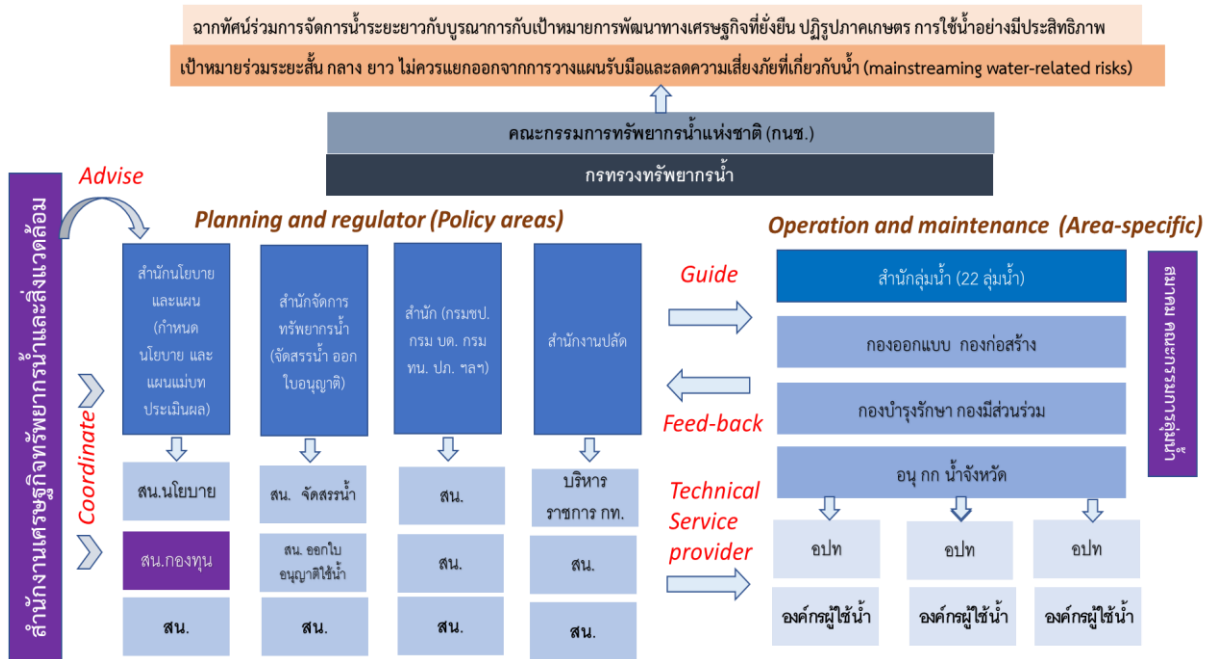 ฉากทัศน์ร่วมการจัดการน้ำระยะยาวกับบูรณาการกับเป้าหมายการพัฒนาทางเศรษฐกิจที่ยั่งยืน ปฏิรูปภาคเกษตร การใช้น้ำอย่างมีประสิทธิภาพ
เป้าหมายร่วมระยะสั้น กลาง ยาว ไม่ควรแยกออกจากการวางแผนรับมือและลดความเสี่ยงภัยที่เกี่ยวกับน้ำ (mainstreaming water-related risks)
คณะกรรมการทรัพยากรน้ำแห่งชาติ (กนช.)
กรทรวงทรัพยากรน้ำ
สำนักงานเศรษฐกิจทรัพยากรน้ำและสิ่งแวดล้อม
Advise
Coordinate
Planning and regulator (Policy areas)
สำนักนโยบาย
และแผน
(กำหนด
นโยบาย และ
แผนแม่บท
ประเมินผล)
สำนักจัดการ
ทรัพยากรน้ำ
(จัดสรรน้ำ ออก
ใบอนุญาติ)
สำนัก (กรมชป.
กรม บด. กรม
ทน. ปภ. ฯลฯ)
สำนักงานปลัด
สน.นโยบาย
สน. จัดสรรน้ำ
สน.
บริหาร
ราชการ กท.
สน.กองทุน
สน. ออกใบ
อนุญาติใช้น้ำ
สน.
สน.
สน.
สน.
สน.
สน.
Guide
Feed-back
Technical
Service
provider
Operation and maintenance (Area-specific)
สำนักลุ่มน้ำ (22 ลุ่มน้ำ)
กองออกแบบ กองก่อสร้าง
กองบำรุงรักษา กองมีส่วนร่วม
อนุ กก น้ำจังหวัด
อปท
อปท
อปท
องค์กรผู้ใช้น้ำ
องค์กรผู้ใช้น้ำ
องค์กรผู้ใช้น้ำ
สมาคม คณะกรรมการลุ่มน้ำ